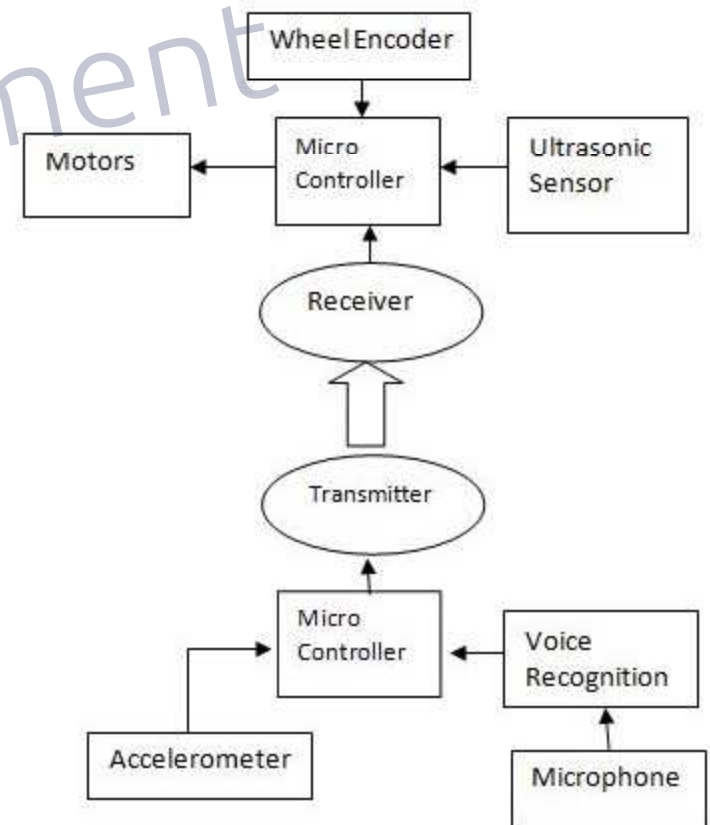 nent
Wheel Encoder
Motors
Micro
Controller
Ultrasonic
Sensor
Receiver
Transmitter
Micro
Controller
Voice
Recognition
Accelerometer
Microphone